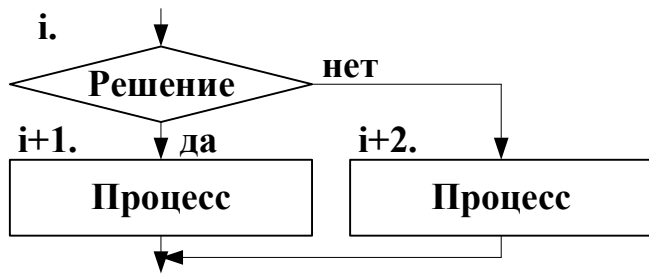 i.
Решение
нет
i+1.
да
i+2.
Процесс
Процесс